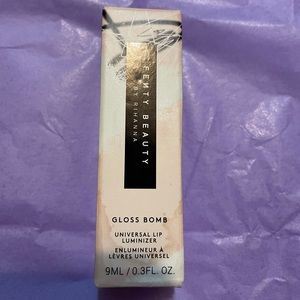 FENTY BEAUTY
BY RIHANNA
GLOSS BOMB
UNIVERSAL LIP
LUMINIZER
ENLUMINEUR À
LÈVRES UNIVERSEL
9ML / 0.3FL. OZ.